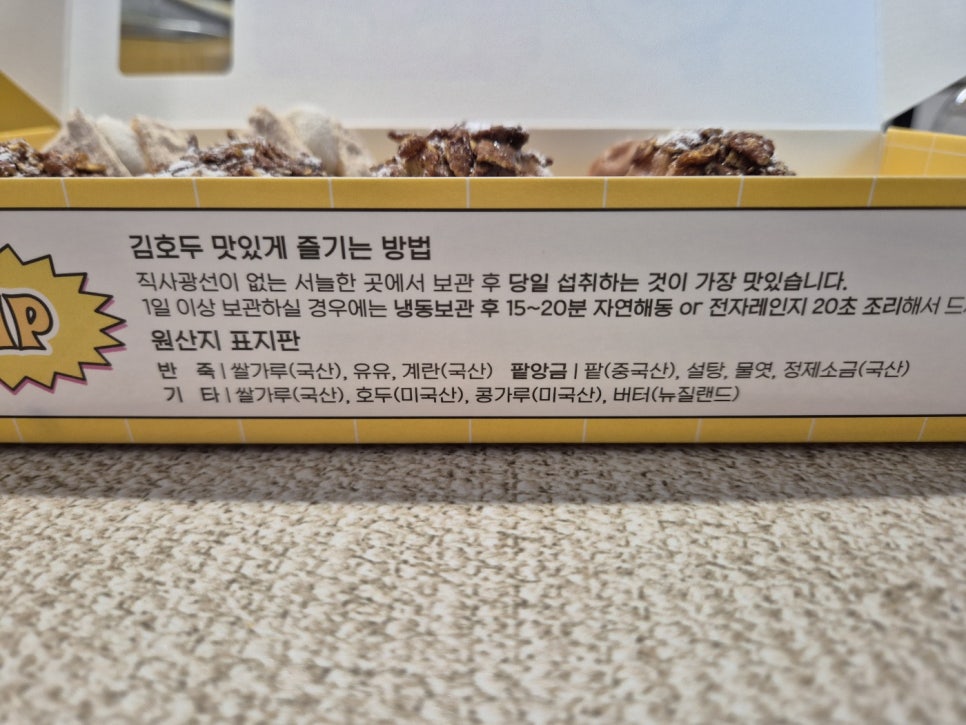 김호두 맛있게 즐기는 방법
직사광선이 없는 서늘한 곳에서 보관 후 당일 섭취하는 것이 가장 맛있습니다.
1일 이상 보관하실 경우에는 냉동보관 후 15~20분 자연해동 or 전자레인지 20초 조리해서
원산지 표지판
반 죽 | 쌀가루(국산), 유유, 계란(국산) 팥앙금 | 팥(중국산), 설탕, 물엿, 정제소금(국산)
기 타 | 쌀가루(국산), 호두(미국산), 콩가루(미국산), 버터(뉴질랜드)